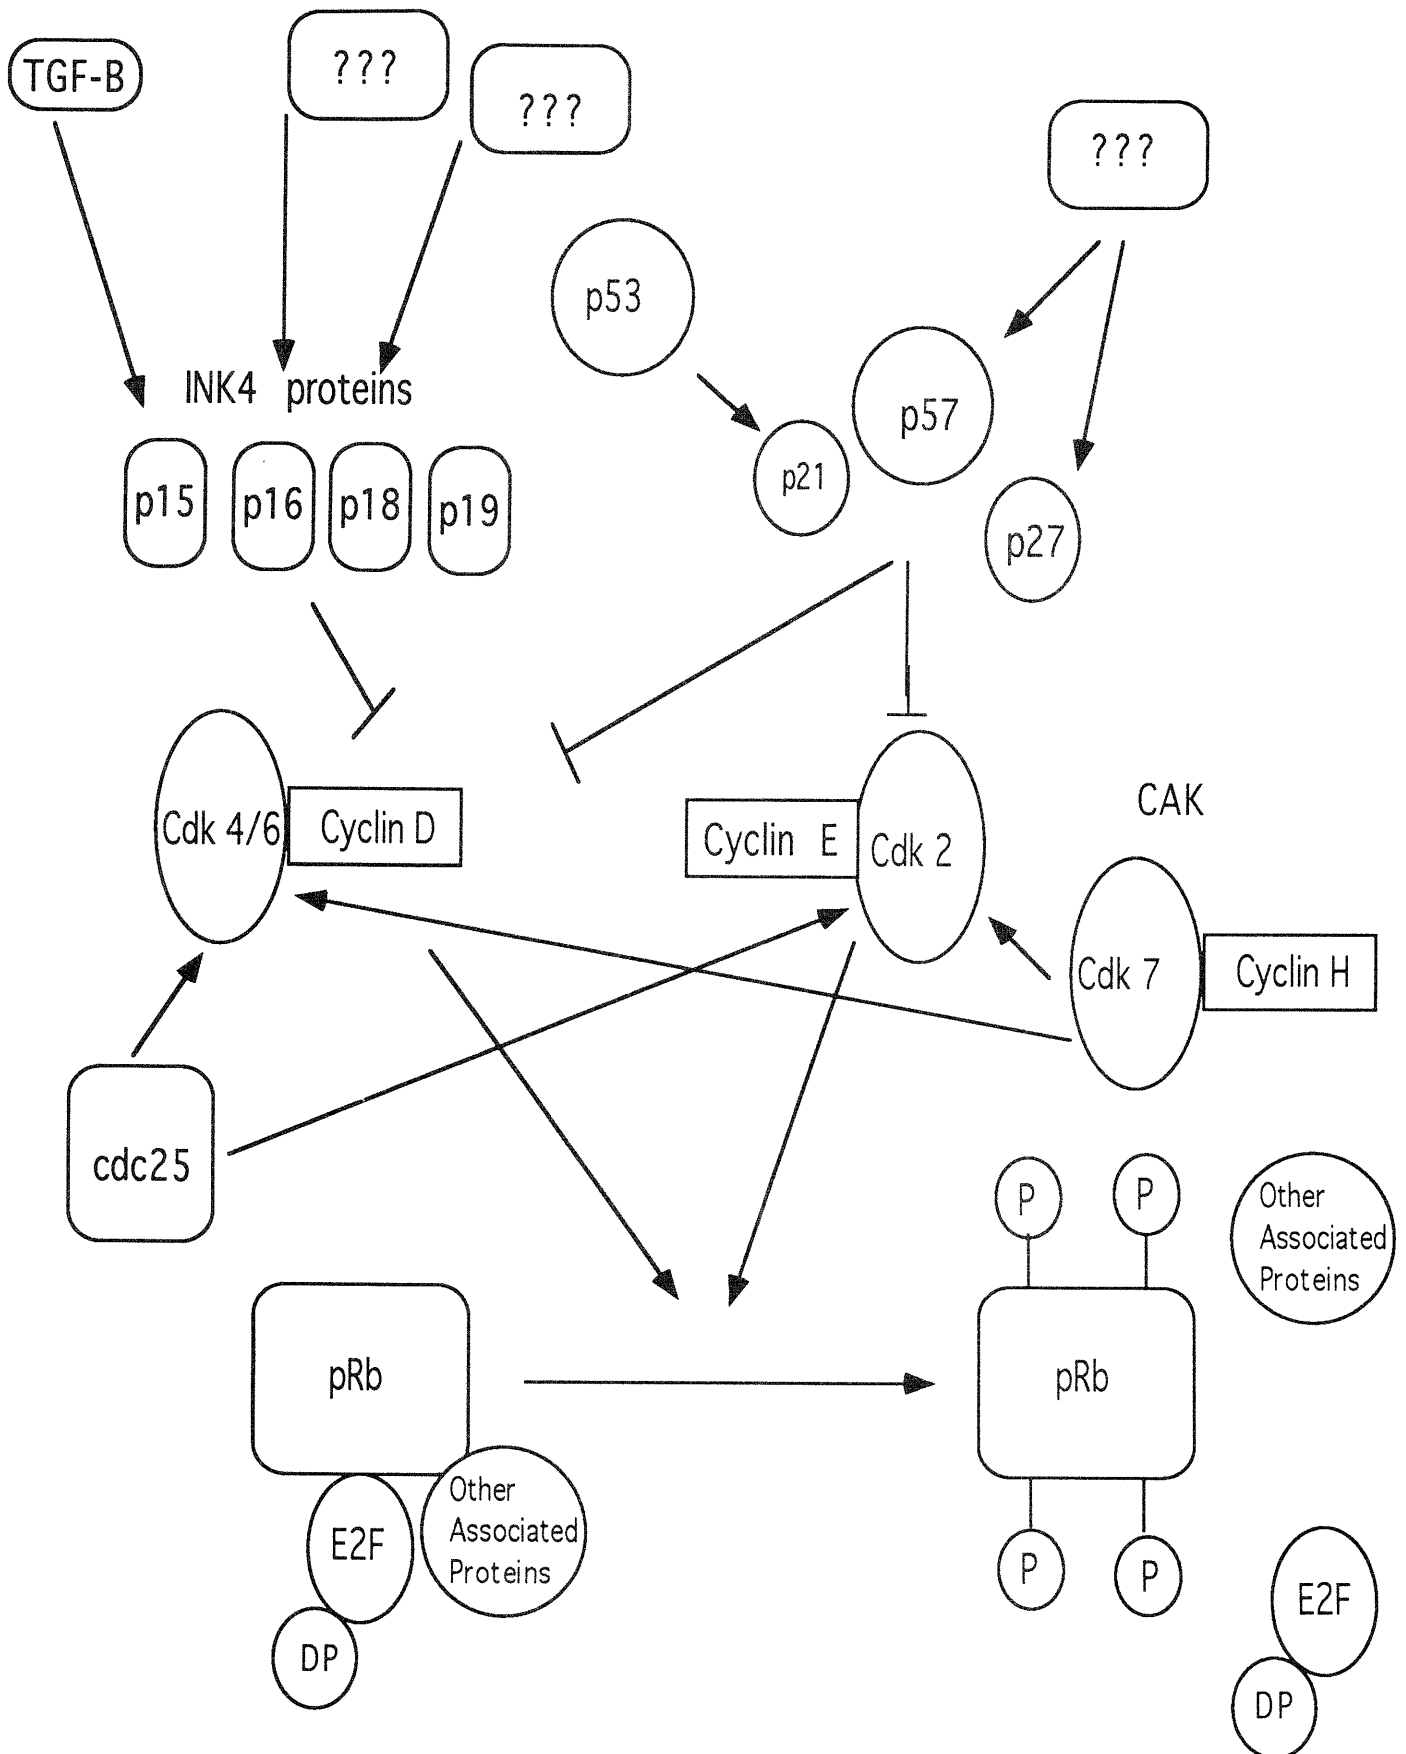 TGF-B
???
???
???
p53
p57
p21
p27
INK4 proteins
p15
p16
p18
p19
Cdk 4/6
Cyclin D
Cyclin E
Cdk 2
CAK
Cdk 7
Cyclin H
cdc25
P
P
Other
Associated
Proteins
pRb
pRb
Other
Associated
Proteins
E2F
DP
P
P
E2F
DP